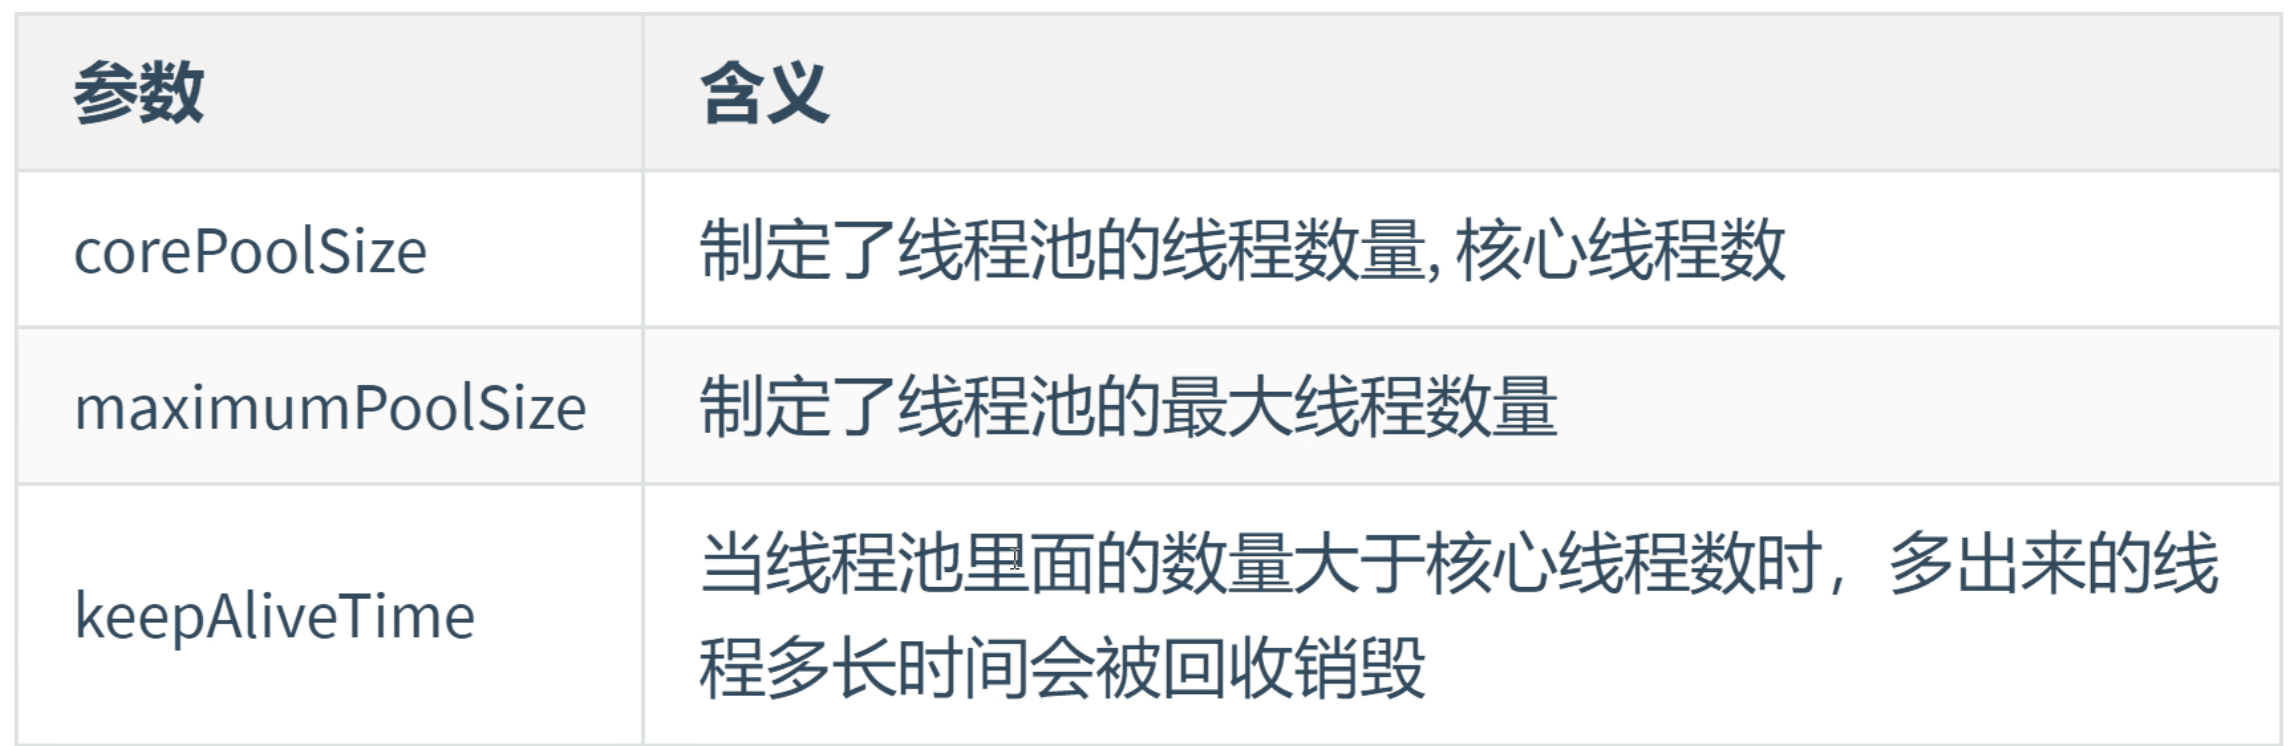 参数 含义
corePoolSize 制定了线程池的线程数量, 核心线程数
maximumPoolSize 制定了线程池的最大线程数量
keepAliveTime 当线程池里面的数量大于核心线程数时，多出来的线
程多长时间会被回收销毁